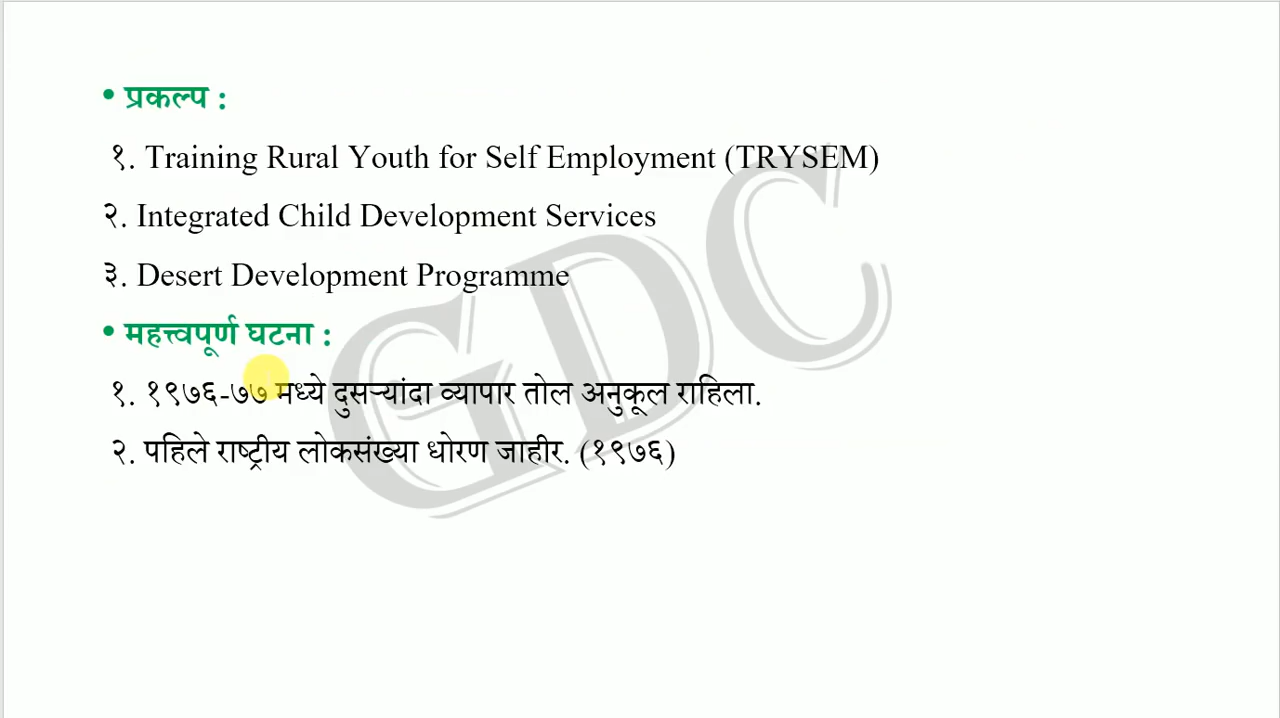 • प्रकल्प :
१. Training Rural Youth for Self Employment (TRYSEM)
२. Integrated Child Development Services
३. Desert Development Programme
• महत्त्वपूर्ण घटना :
१. १९७६-७७ मध्ये दुसऱ्यांदा व्यापार तोल अनुकूल राहिला.
२. पहिले राष्ट्रीय लोकसंख्या धोरण जाहीर. (१९७६)
GDC